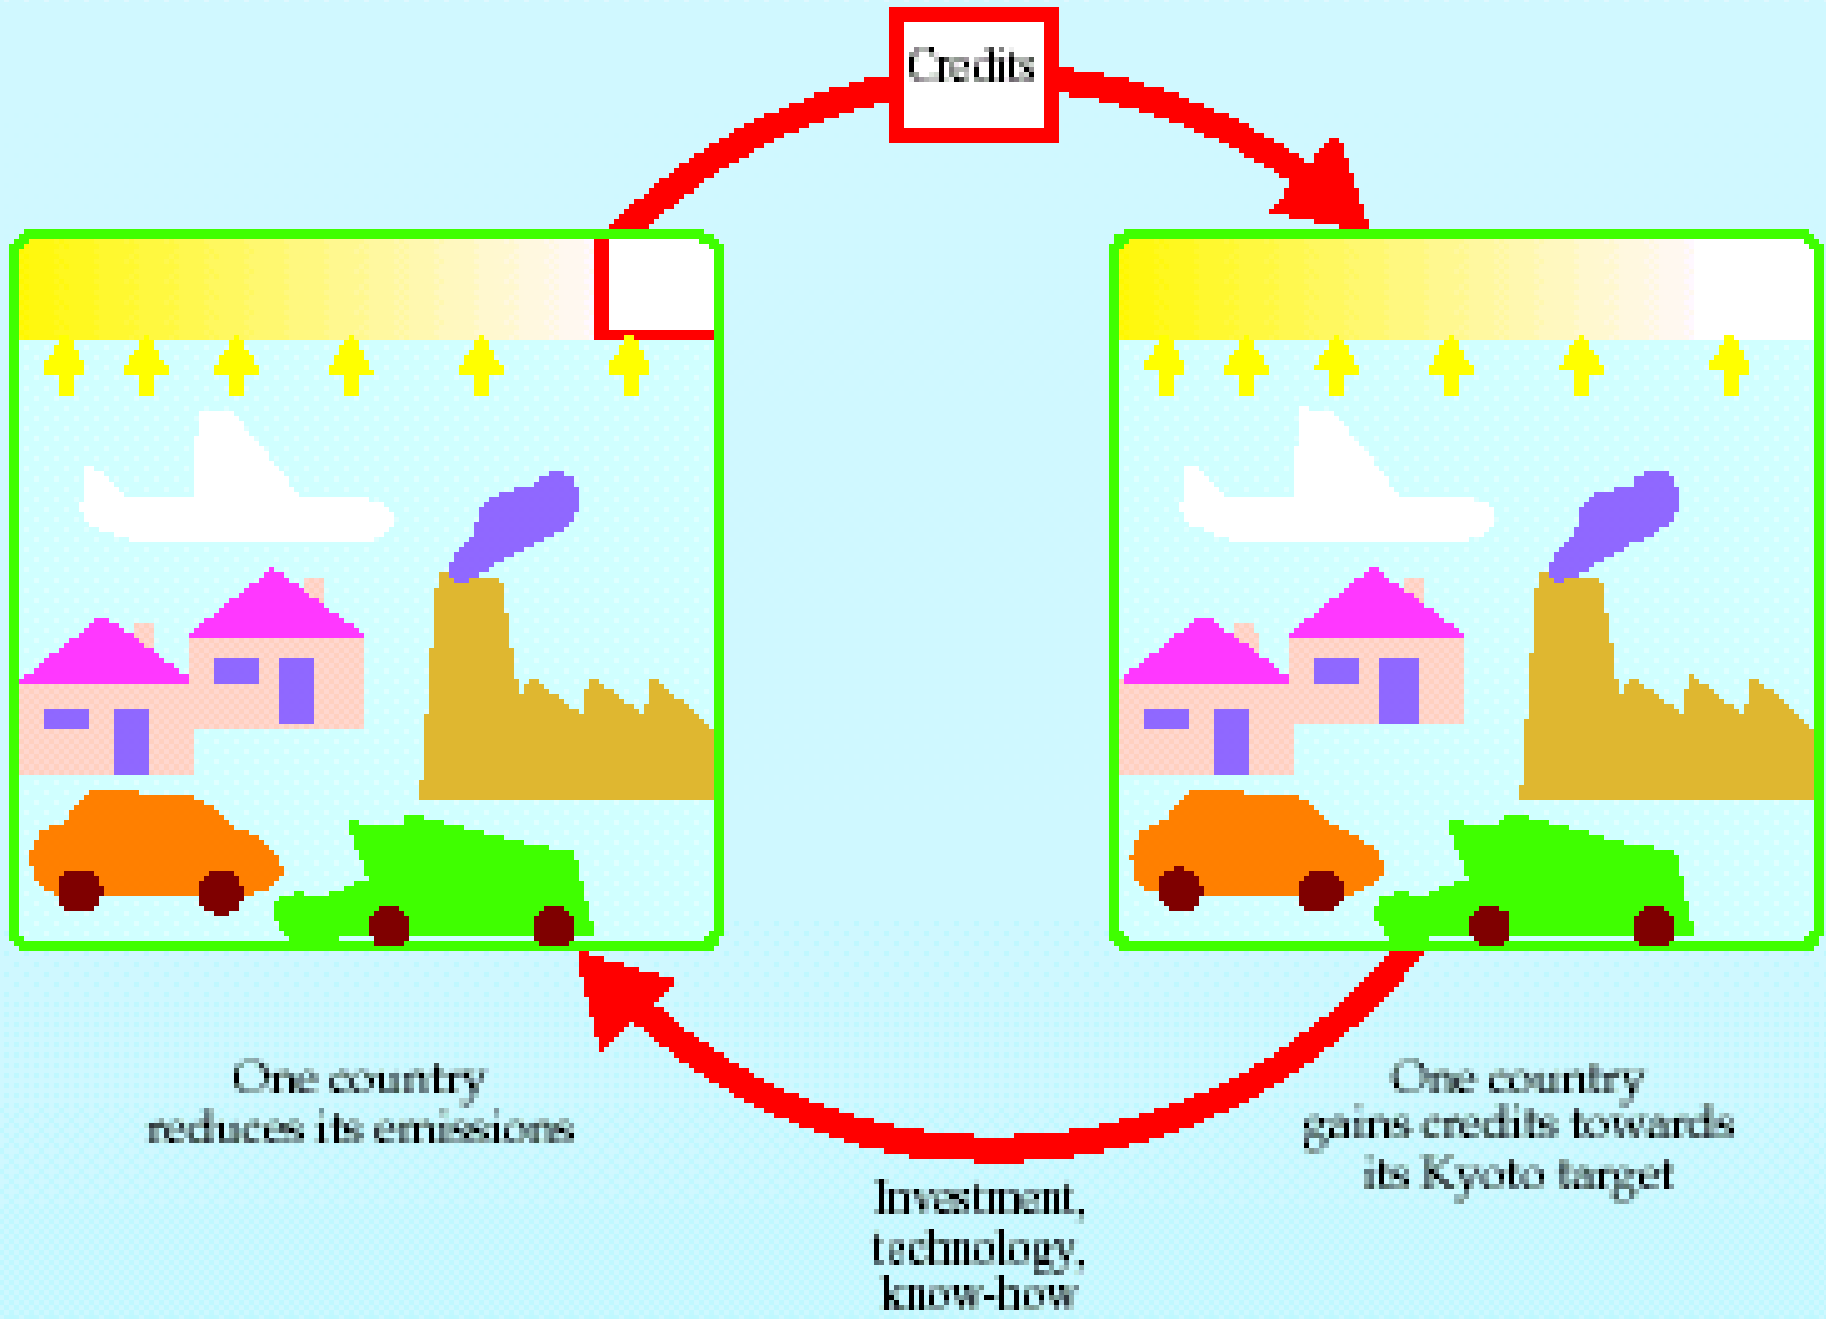 Credits
One country
reduces its emissions
One country
gains credits towards
its Kyoto target
Investment,
technology,
know-how